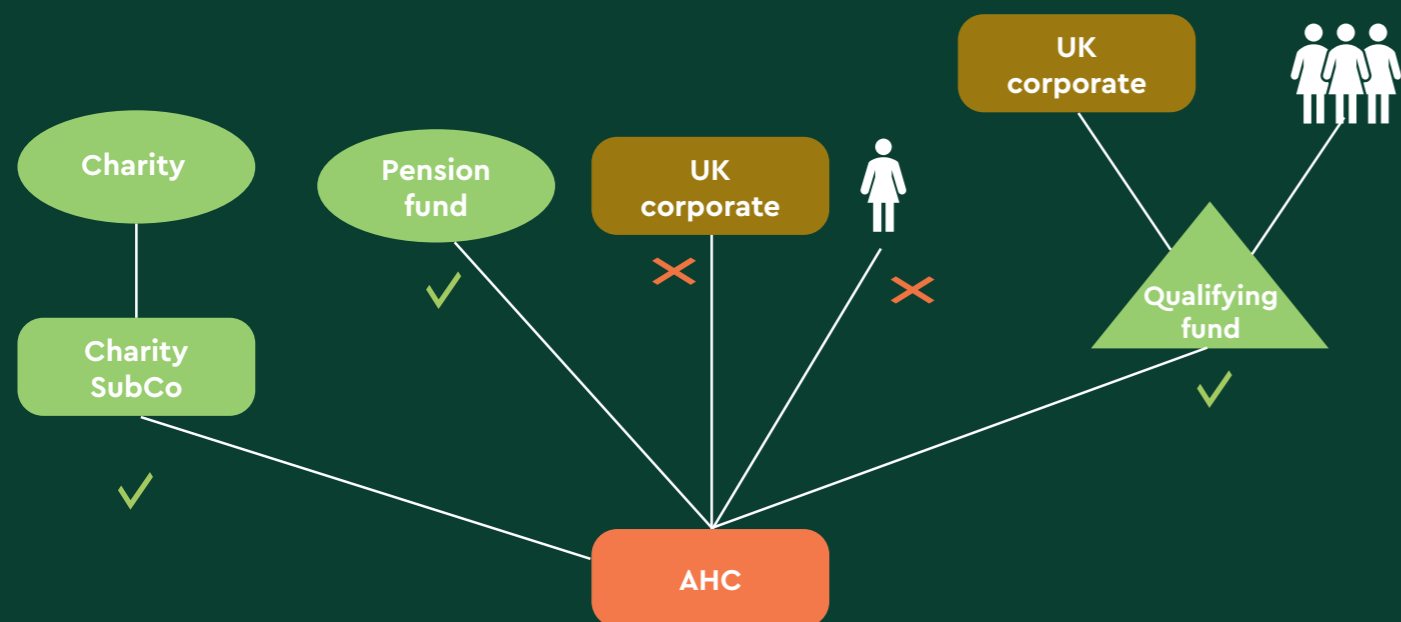 UK
corporate
Charity
Pension
fund
UK
corporate
Qualifying
fund
Charity
SubCo
AHC